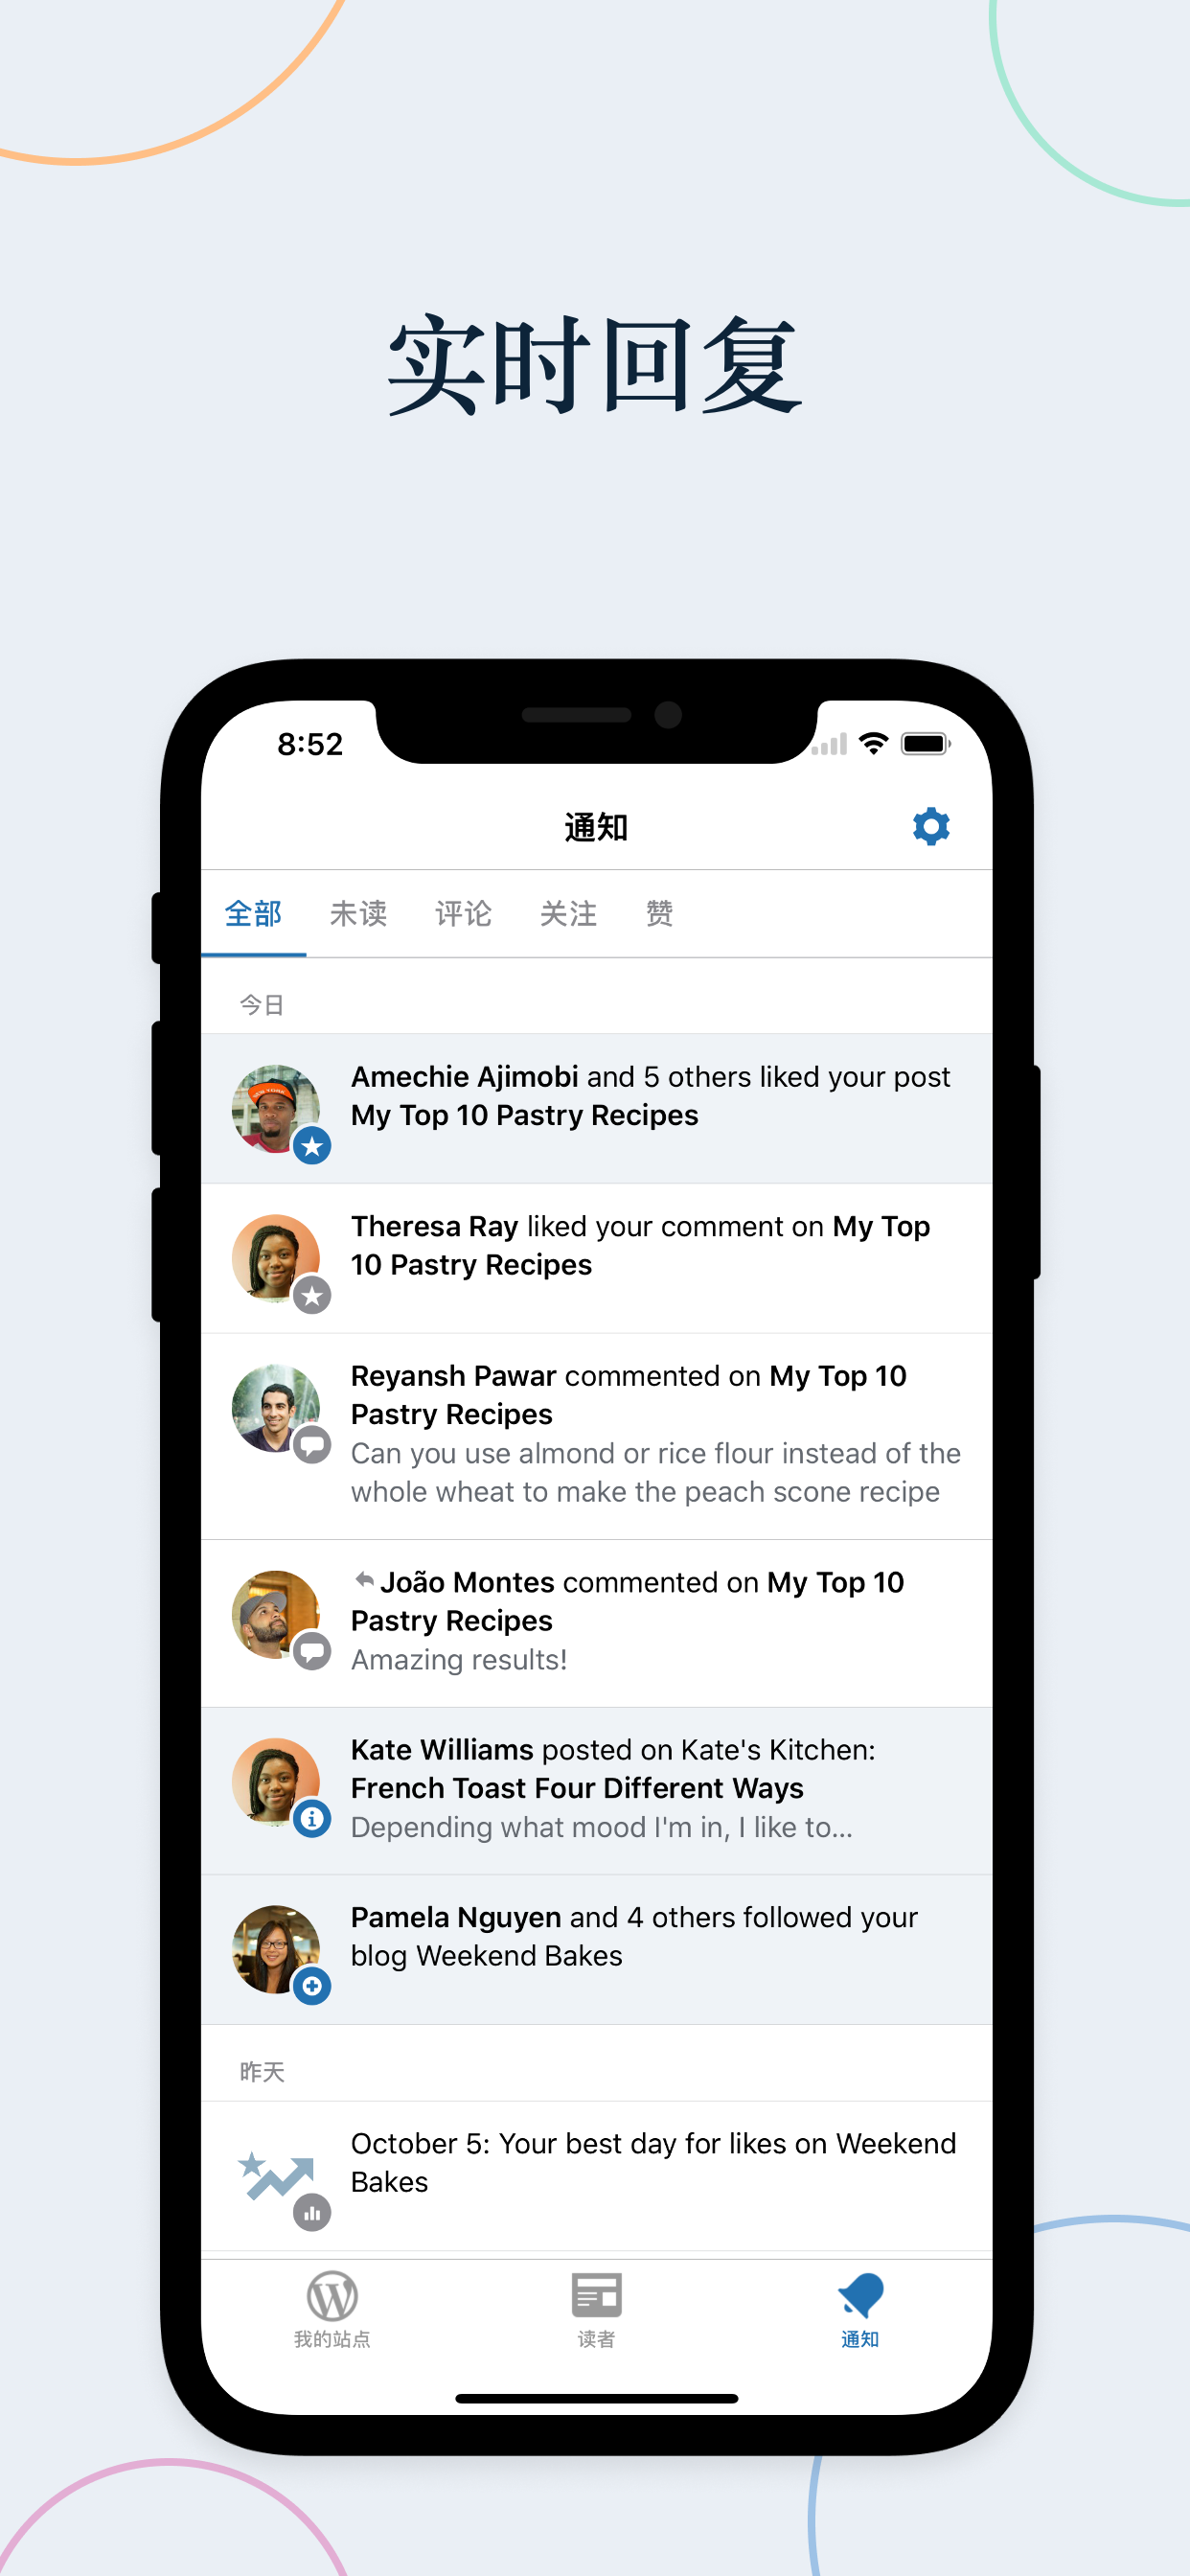 实时回复
8:52
通知
全部 未读 评论 关注 赞
今日
Amechie Ajimobi and 5 others liked your post
My Top 10 Pastry Recipes
Theresa Ray liked your comment on My Top
10 Pastry Recipes
Reyansh Pawar commented on My Top 10
Pastry Recipes
Can you use almond or rice flour instead of the
whole wheat to make the peach scone recipe
João Montes commented on My Top 10
Pastry Recipes
Amazing results!
Kate Williams posted on Kate's Kitchen:
French Toast Four Different Ways
Depending what mood I'm in, I like to...
Pamela Nguyen and 4 others followed your
blog Weekend Bakes
昨天
October 5: Your best day for likes on Weekend
Bakes
我的站点 读者 通知